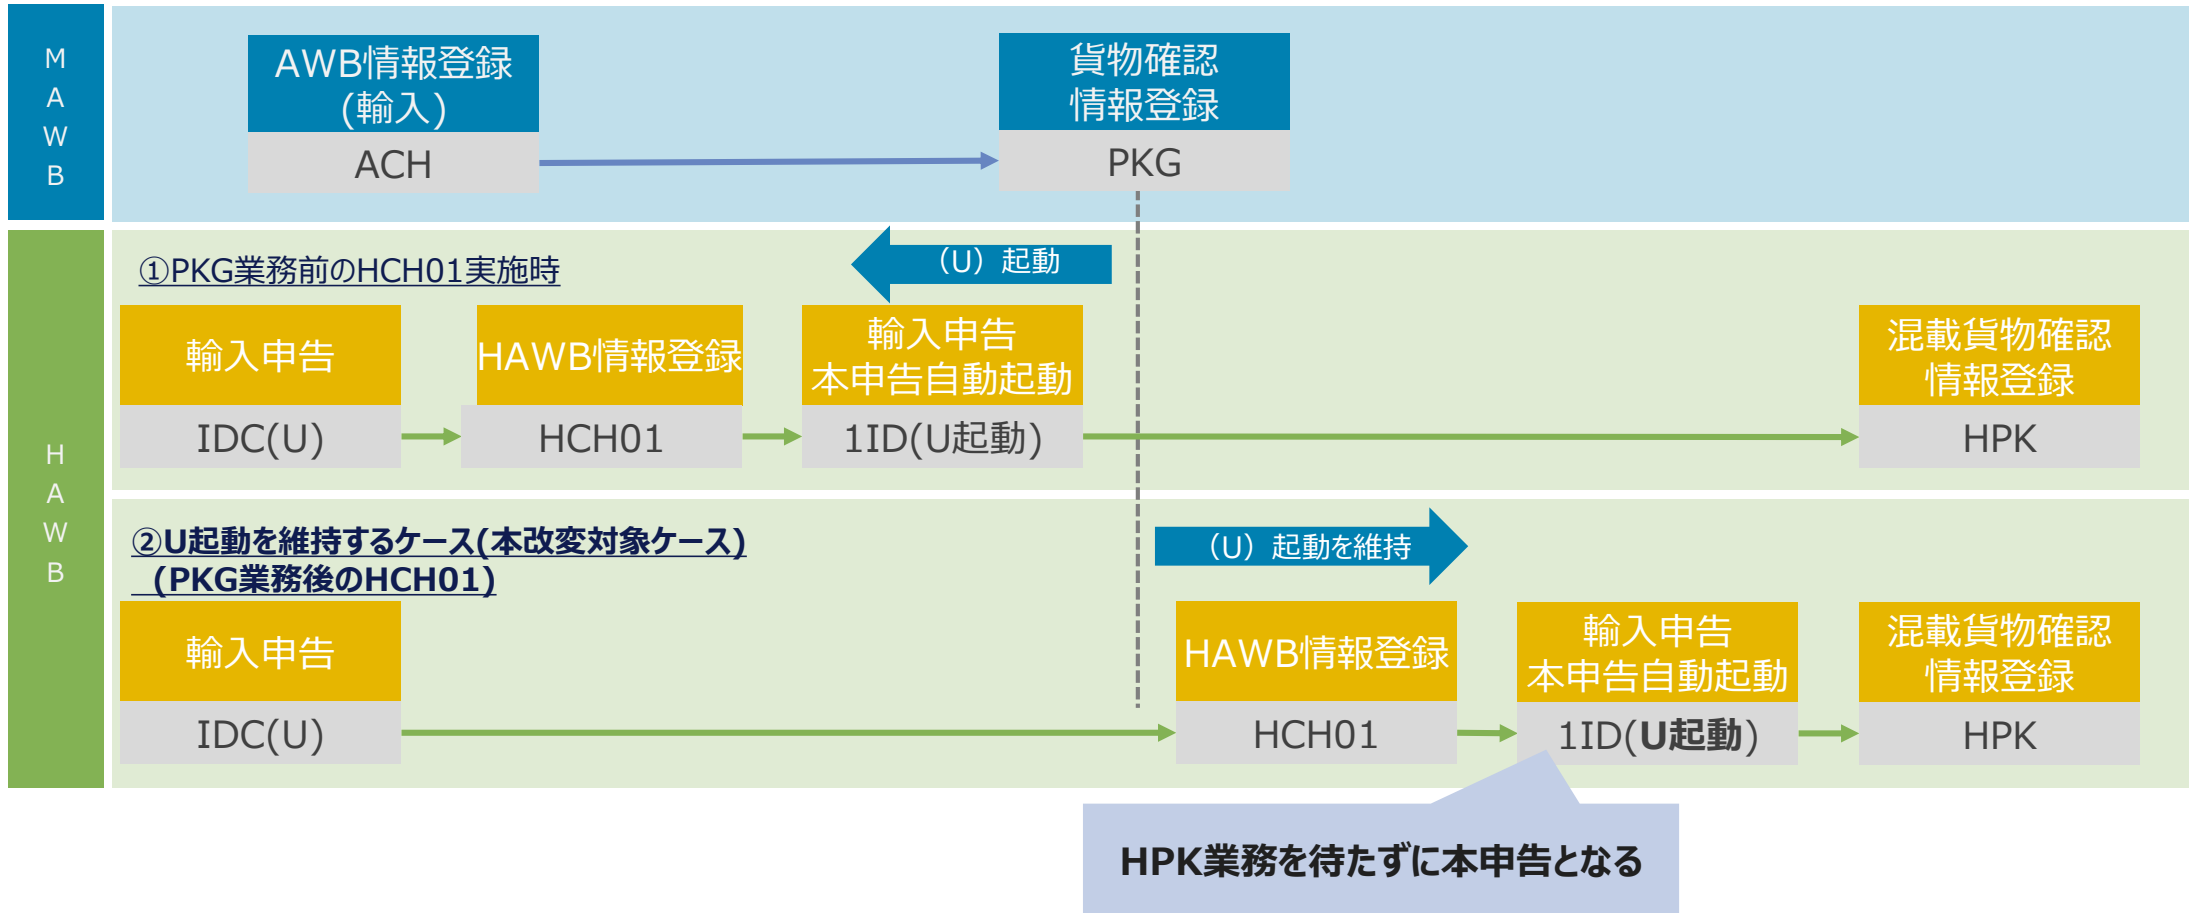 MAWB
AWB情報登録
(輸入)
ACH
貨物確認
情報登録
PKG
HAWB
①PKG業務前のHCH01実施時
（U）起動
輸入申告
IDC(U)
HAWB情報登録
HCH01
輸入申告
本申告自動起動
1ID(U起動)
混載貨物確認
情報登録
HPK
②U起動を維持するケース(本改変対象ケース)
(PKG業務後のHCH01)
（U）起動を維持
輸入申告
IDC(U)
HAWB情報登録
HCH01
輸入申告
本申告自動起動
1ID(U起動)
混載貨物確認
情報登録
HPK
HPK業務を待たずに本申告となる